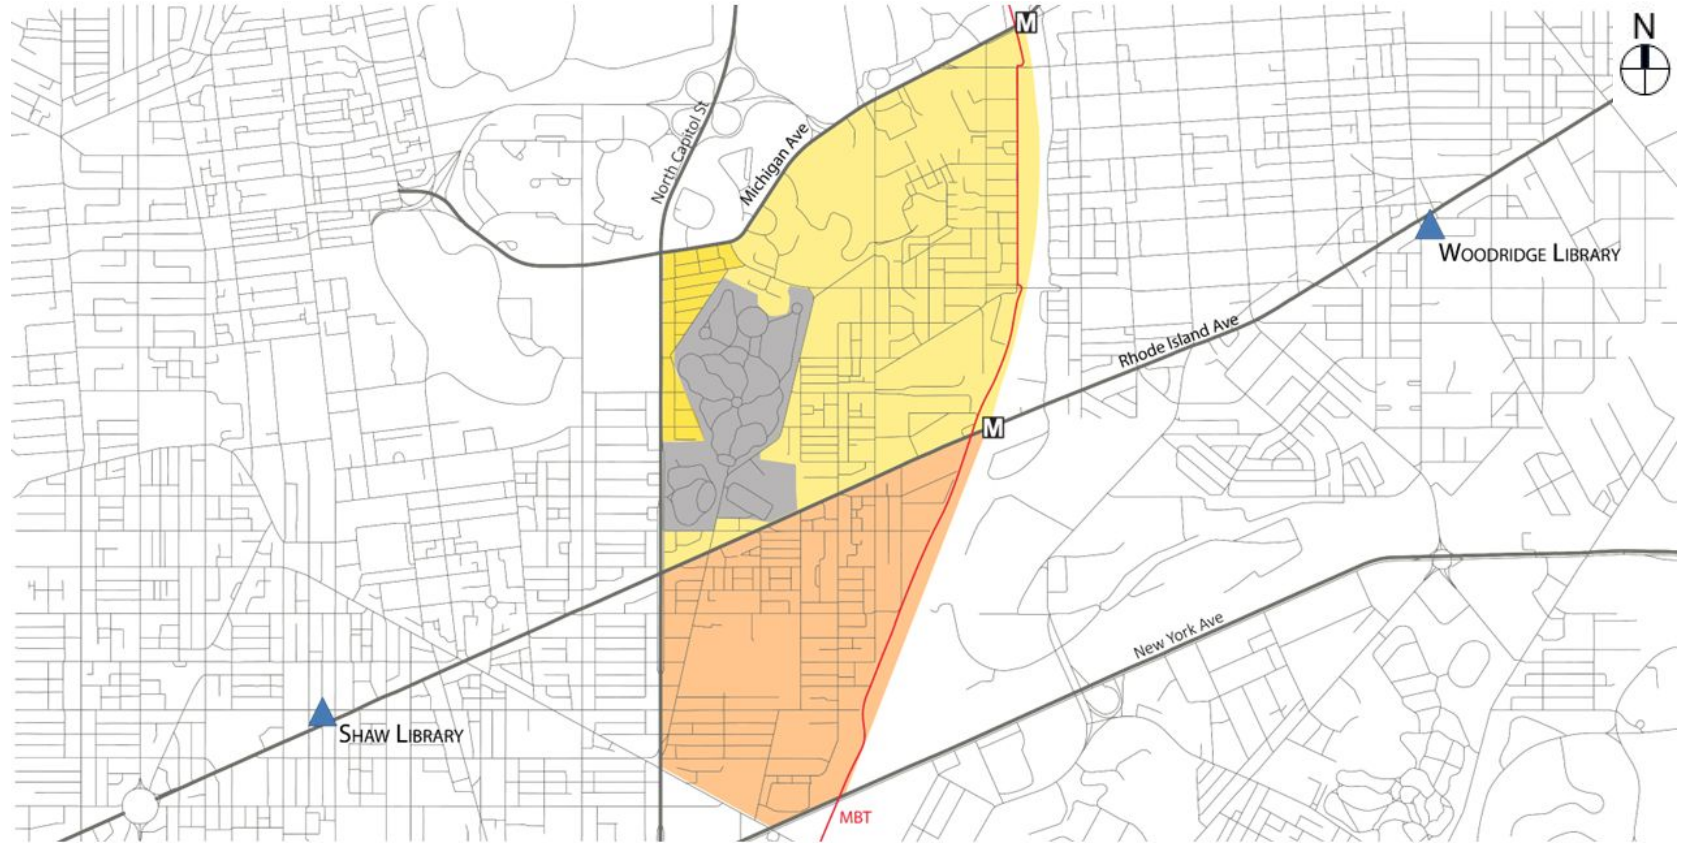 M
N
North Capitol St
Michigan Ave
WOODRIDGE LIBRARY
Rhode Island Ave
M
New York Ave
SHAW LIBRARY
MBT